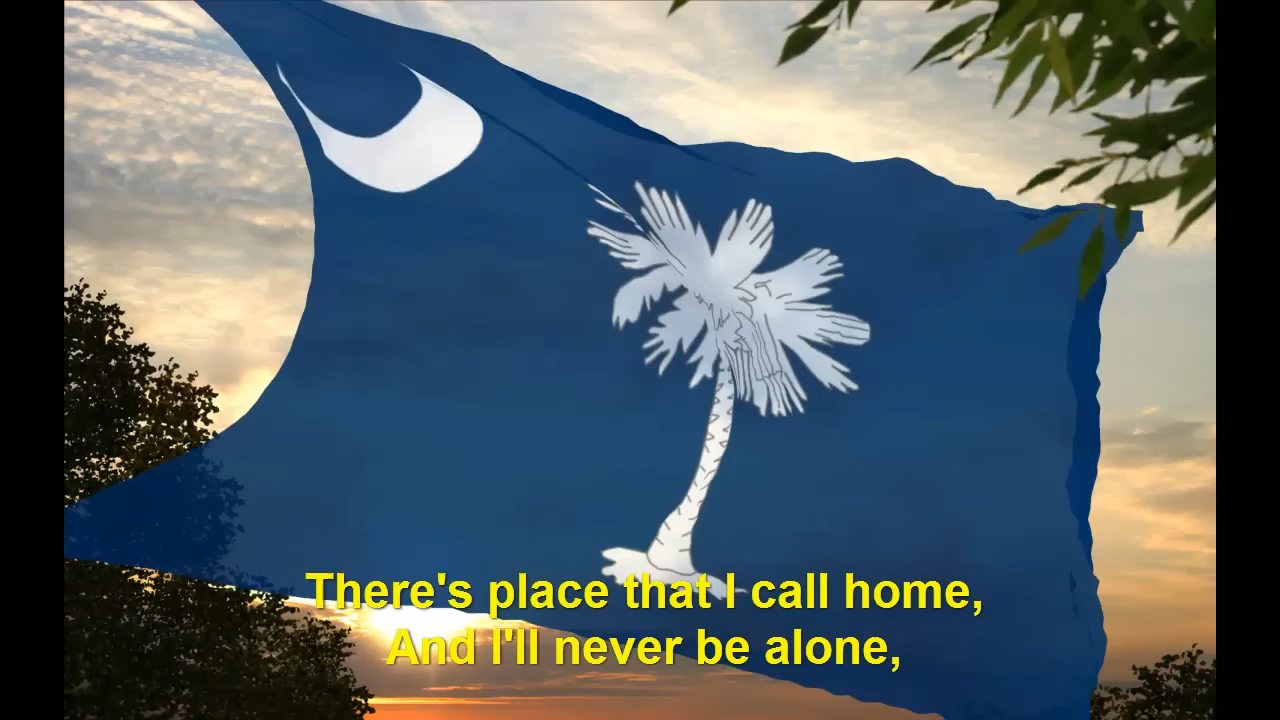 There's place that I call home,
And I'll never be alone,